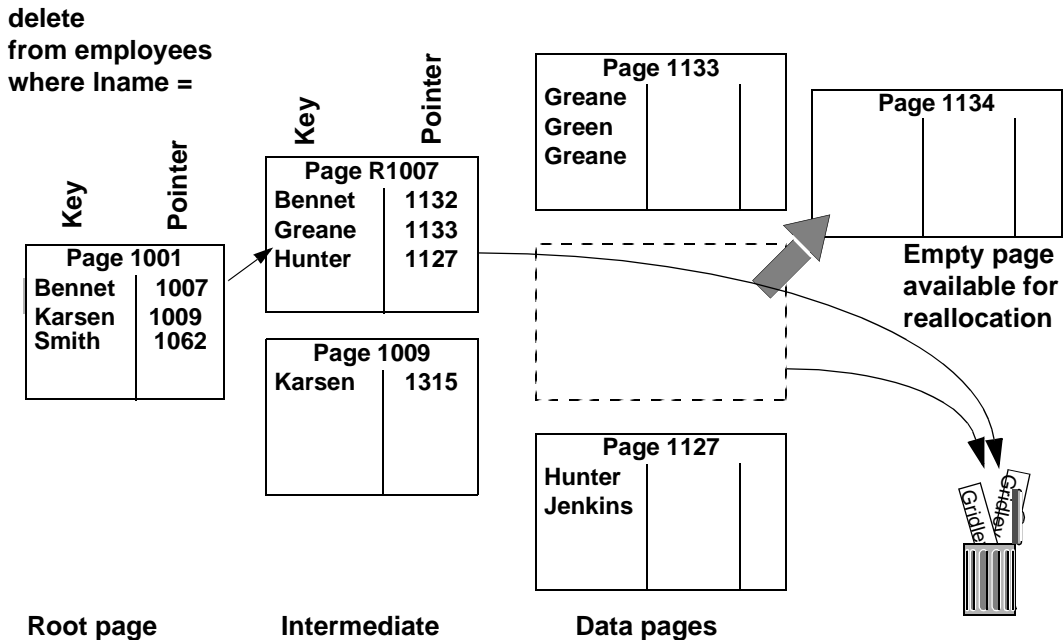 delete
from employees
where lname =
Key
Pointer
Page 1001
Bennet 1007
Karsen 1009
Smith 1062
Key
Pointer
Page R1007
Bennet 1132
Greane 1133
Hunter 1127
Page 1009
Karsen 1315
Page 1133
Greane
Green
Greane
Page 1134
Empty page
available for
reallocation
Page 1127
Hunter
Jenkins
Gridley
Gridley
Root page
Intermediate
Data pages